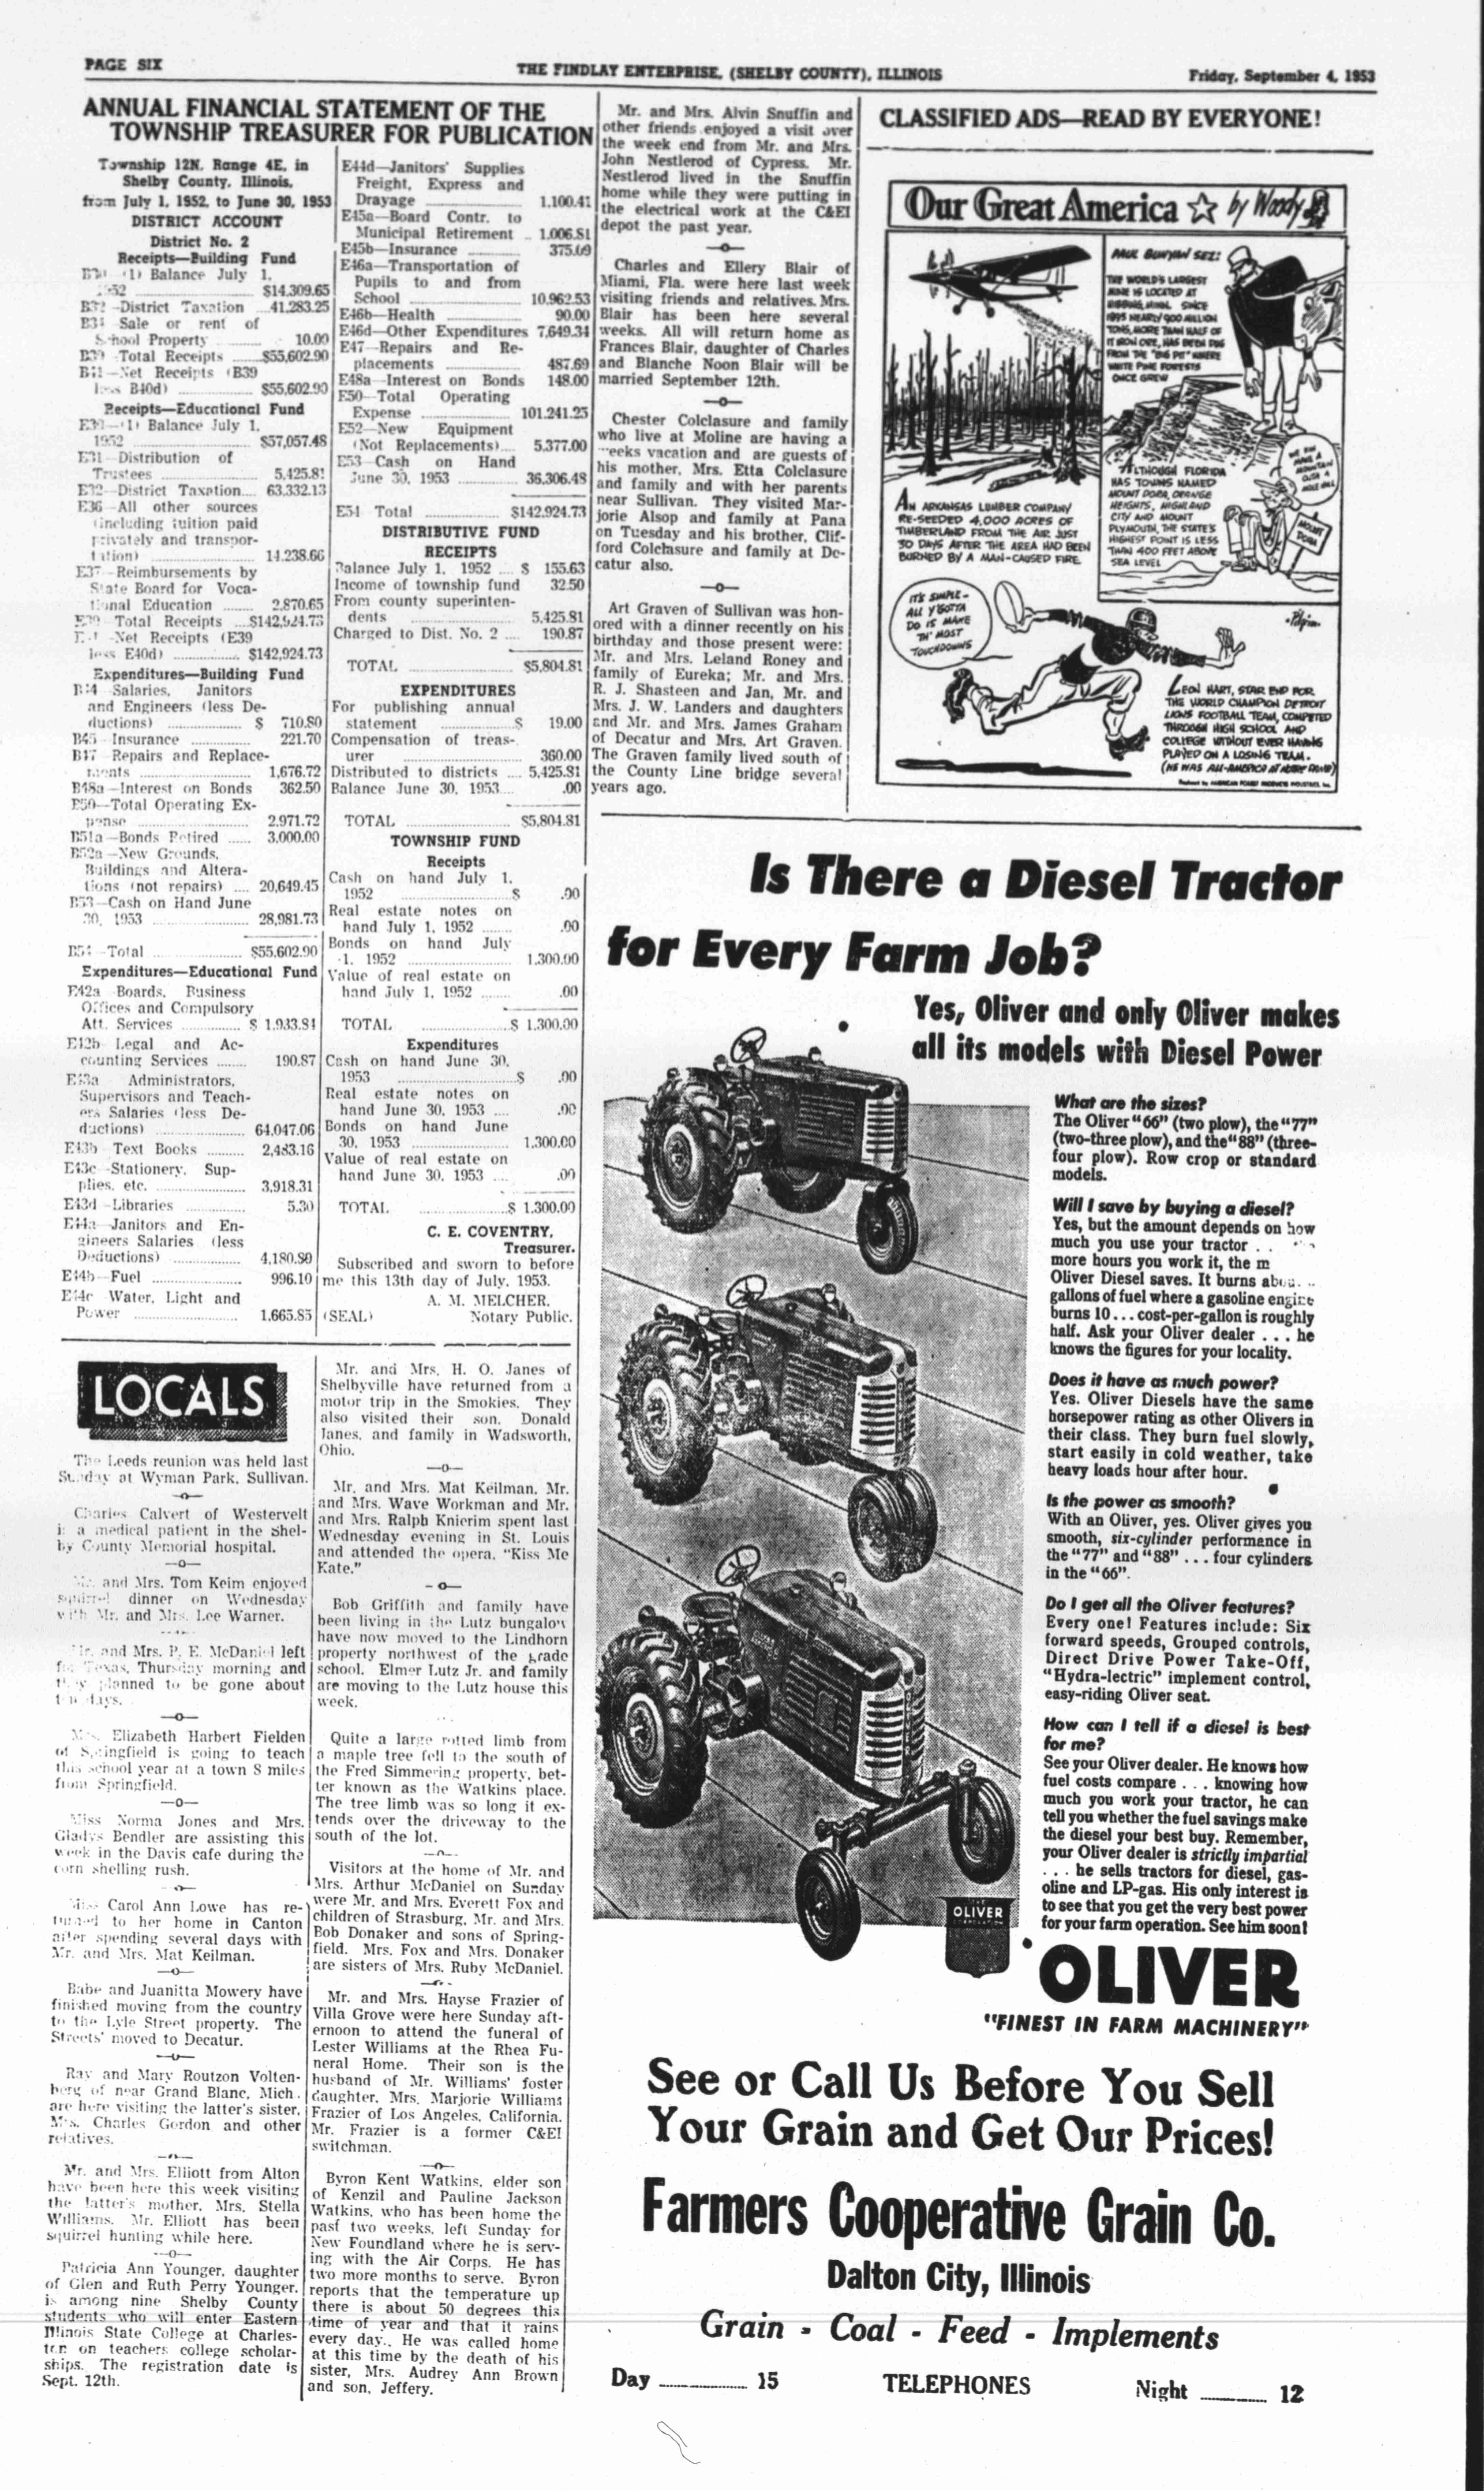 PAGE SIX
THE FINDLAY ENTERPRISE, (SHELBY COUNTY), ILLINOIS
Friday, September 4, 1953
ANNUAL FINANCIAL STATEMENT OF THE
TOWNSHIP TREASURER FOR PUBLICATION
Township 12N. Range 4E, in
Shelby County, Illinois,
from July 1, 1952, to June 30, 1953
DISTRICT ACCOUNT
District No. 2
Receipts—Building Fund
(1) Balance July 1,
$14,309.65
District Taxation 41,283.25
Sale or rent of
School Property 10.00
B39 Total Receipts $55,602.90
Net Receipts (B39
less B40d) $55,602.90
Receipts—Educational Fund
E30—(1) Balance July 1,
1952 $57,057.48
E31 Distribution of
Trustees 5,425.81
E32—District Taxation.... 63,332.13
E36 All other sources
(including tuition paid
privately and transpor-
tation) 14,238.66
E37—Reimbursements by
State Board for Voca-
tional Education 2,870.65
E39 Total Receipts $142,924.73
Net Receipts (E39
less E40d) $142,924.73
Expenditures—Building Fund
B44 Salaries, Janitors
and Engineers (less De-
ductions) $ 710.80
B45 Insurance 221.70
B47 Repairs and Replace-
ments 1,676.72
B48a—Interest on Bonds 362.50
B50—Total Operating Ex-
pense 2,971.72
B51a—Bonds Retired 3,000.00
B52a—New Grounds,
Buildings and Altera-
tions (not repairs) 20,649.45
B53—Cash on Hand June
30, 1953 28,981.73
B54—Total $55,602.90
Expenditures—Educational Fund
E42a Boards, Business
Offices and Compulsory
Att. Services $ 1,933.81
E42b Legal and Ac-
counting Services 190.87
E43a Administrators,
Supervisors and Teach-
ers Salaries (less De-
ductions) 64,047.06
E43b Text Books 2,483.16
E43c—Stationery, Sup-
plies, etc. 3,918.31
E43d—Libraries 5.30
E44a—Janitors and En-
gineers Salaries (less
Deductions) 4,180.80
E44b—Fuel 996.10
E44c Water, Light and
Power 1,665.85
E44d—Janitors' Supplies
Freight, Express and
Drayage 1,100.41
E45a—Board Contr. to
Municipal Retirement 1,006.81
E45b—Insurance 375.09
E46a—Transportation of
Pupils to and from
School 10,962.53
E46b—Health 90.00
E46d—Other Expenditures 7,649.34
E47—Repairs and Re-
placements 487.69
E48a—Interest on Bonds 148.00
E50—Total Operating
Expense 101,241.25
E52—New Equipment
(Not Replacements) 5,377.00
E53—Cash on Hand
June 30, 1953 36,306.48
E54 Total $142,924.73
DISTRIBUTIVE FUND
RECEIPTS
Balance July 1, 1952 $ 155.63
Income of township fund 32.50
From county superinten-
dents 5,425.81
Charged to Dist. No. 2 190.87
TOTAL $5,804.81
EXPENDITURES
For publishing annual
statement $ 19.00
Compensation of treas-
urer 360.00
Distributed to districts 5,425.81
Balance June 30, 1953 .00
TOTAL $5,804.81
TOWNSHIP FUND
Receipts
Cash on hand July 1,
1952 $ .00
Real estate notes on
hand July 1, 1952 .00
Bonds on hand July
1, 1952 1,300.00
Value of real estate on
hand July 1, 1952 .00
TOTAL $ 1,300.00
Expenditures
Cash on hand June 30,
1953 $ .00
Real estate notes on
hand June 30, 1953 .00
Bonds on hand June
30, 1953 1,300.00
Value of real estate on
hand June 30, 1953 .00
TOTAL $ 1,300.00
C. E. COVENTRY,
Treasurer.
Subscribed and sworn to before
me this 13th day of July, 1953.
A. M. MELCHER,
(SEAL) Notary Public.
LOCALS
The Leeds reunion was held last
Sunday at Wyman Park, Sullivan.
—o—
Charles Calvert of Westervelt
is a medical patient in the Shel-
by County Memorial hospital.
—o—
Mr. and Mrs. Tom Keim enjoyed
squirrel dinner on Wednesday
with Mr. and Mrs. Lee Warner.
Mr. and Mrs. P. E. McDaniel left
for Texas, Thursday morning and
they planned to be gone about
ten days.
—o—
Mrs. Elizabeth Harbert Fielden
of Springfield is going to teach
this school year at a town 8 miles
from Springfield.
—o—
Miss Norma Jones and Mrs.
Gladys Bendler are assisting this
week in the Davis cafe during the
corn shelling rush.
Miss Carol Ann Lowe has re-
turned to her home in Canton
after spending several days with
Mr. and Mrs. Mat Keilman.
—o—
Babe and Juanitta Mowery have
finished moving from the country
to the Lyle Street property. The
Streets' moved to Decatur.
—o—
Ray and Mary Routzon Volten-
berg of near Grand Blanc, Mich.,
are here visiting the latter's sister,
Mrs. Charles Gordon and other
relatives.
—o—
Mr. and Mrs. Elliott from Alton
have been here this week visiting
the latter's mother, Mrs. Stella
Williams. Mr. Elliott has been
squirrel hunting while here.
—o—
Patricia Ann Younger, daughter
of Glen and Ruth Perry Younger,
is among nine Shelby County
students who will enter Eastern
Illinois State College at Charles-
ton on teachers college scholar-
ships. The registration date is
Sept. 12th.
Mr. and Mrs. H. O. Janes of
Shelbyville have returned from a
motor trip in the Smokies. They
also visited their son, Donald
Janes, and family in Wadsworth,
Ohio.
—o—
Mr. and Mrs. Mat Keilman, Mr.
and Mrs. Wave Workman and Mr.
and Mrs. Ralph Knierim spent last
Wednesday evening in St. Louis
and attended the opera, "Kiss Me
Kate."
—o—
Bob Griffith and family have
been living in the Lutz bungalow
have now moved to the Lindhorn
property northwest of the grade
school. Elmer Lutz Jr. and family
are moving to the Lutz house this
week.
Quite a large rotted limb from
a maple tree fell to the south of
the Fred Simmering property, bet-
ter known as the Watkins place.
The tree limb was so long it ex-
tends over the driveway to the
south of the lot.
—o—
Visitors at the home of Mr. and
Mrs. Arthur McDaniel on Sunday
were Mr. and Mrs. Everett Fox and
children of Strasburg, Mr. and Mrs.
Bob Donaker and sons of Spring-
field. Mrs. Fox and Mrs. Donaker
are sisters of Mrs. Ruby McDaniel.
Mr. and Mrs. Hayse Frazier of
Villa Grove were here Sunday aft-
ernoon to attend the funeral of
Lester Williams at the Rhea Fu-
neral Home. Their son is the
husband of Mr. Williams' foster
daughter, Mrs. Marjorie Williams
Frazier of Los Angeles, California.
Mr. Frazier is a former C&EI
switchman.
—o—
Byron Kent Watkins, elder son
of Kenzil and Pauline Jackson
Watkins, who has been home the
past two weeks, left Sunday for
New Foundland where he is serv-
ing with the Air Corps. He has
two more months to serve. Byron
reports that the temperature up
there is about 50 degrees this
time of year and that it rains
every day. He was called home
at this time by the death of his
sister, Mrs. Audrey Ann Brown
and son, Jeffery.
Mr. and Mrs. Alvin Snuffin and
other friends enjoyed a visit over
the week end from Mr. and Mrs.
John Nestlerod of Cypress. Mr.
Nestlerod lived in the Snuffin
home while they were putting in
the electrical work at the C&EI
depot the past year.
—o—
Charles and Ellery Blair of
Miami, Fla. were here last week
visiting friends and relatives. Mrs.
Blair has been here several
weeks. All will return home as
Frances Blair, daughter of Charles
and Blanche Noon Blair will be
married September 12th.
—o—
Chester Colclasure and family
who live at Moline are having a
weeks vacation and are guests of
his mother, Mrs. Etta Colclasure
and family and with her parents
near Sullivan. They visited Mar-
jorie Alsop and family at Pana
on Tuesday and his brother, Clif-
ford Colclasure and family at De-
catur also.
—o—
Art Graven of Sullivan was hon-
ored with a dinner recently on his
birthday and those present were:
Mr. and Mrs. Leland Roney and
family of Eureka; Mr. and Mrs.
R. J. Shasteen and Jan, Mr. and
Mrs. J. W. Landers and daughters
and Mr. and Mrs. James Graham
of Decatur and Mrs. Art Graven.
The Graven family lived south of
the County Line bridge several
years ago.
CLASSIFIED ADS—READ BY EVERYONE!
Our Great America ☆ by Woody
AN ARKANSAS LUMBER COMPANY
RE-SEEDED 4,000 ACRES OF
TIMBERLAND FROM THE AIR JUST
30 DAYS AFTER THE AREA HAD BEEN
BURNED BY A MAN-CAUSED FIRE.
PAUL BUNYAN SEZ:
THE WORLD'S LARGEST
MINE IS LOCATED AT
HIBBING, MINN. SINCE
1895 NEARLY 900 MILLION
TONS, MORE THAN HALF OF
IT IRON ORE, HAS BEEN DUG
FROM THE "BIG PIT" WHERE
WHITE PINE FORESTS
ONCE GREW
ALTHOUGH FLORIDA
HAS TOWNS NAMED
MOUNT DORA, ORANGE
HEIGHTS, HIGHLAND
CITY AND MOUNT
PLYMOUTH, THE STATE'S
HIGHEST POINT IS LESS
THAN 400 FEET ABOVE
SEA LEVEL
MOUNT
DORA
IT'S SIMPLE-
ALL Y'GOTTA
DO IS MAKE
TH' MOST
TOUCHDOWNS
LEON HART, STAR END FOR
THE WORLD CHAMPION DETROIT
LIONS FOOTBALL TEAM, COMPETED
THROUGH HIGH SCHOOL AND
COLLEGE WITHOUT EVER HAVING
PLAYED ON A LOSING TEAM.
(HE WAS ALL-AMERICA AT NOTRE DAME)
Is There a Diesel Tractor
for Every Farm Job?
Yes, Oliver and only Oliver makes
all its models with Diesel Power
What are the sizes?
The Oliver "66" (two plow), the "77"
(two-three plow), and the "88" (three-
four plow). Row crop or standard
models.
Will I save by buying a diesel?
Yes, but the amount depends on how
much you use your tractor . .
more hours you work it, the m
Oliver Diesel saves. It burns
gallons of fuel where a gasoline engine
burns 10 . . . cost-per-gallon is roughly
half. Ask your Oliver dealer . . . he
knows the figures for your locality.
Does it have as much power?
Yes. Oliver Diesels have the same
horsepower rating as other Olivers in
their class. They burn fuel slowly,
start easily in cold weather, take
heavy loads hour after hour.
Is the power as smooth?
With an Oliver, yes. Oliver gives you
smooth, six-cylinder performance in
the "77" and "88" . . . four cylinders
in the "66".
Do I get all the Oliver features?
Every one! Features include: Six
forward speeds, Grouped controls,
Direct Drive Power Take-Off,
"Hydra-lectric" implement control,
easy-riding Oliver seat.
How can I tell if a diesel is best
for me?
See your Oliver dealer. He knows how
fuel costs compare . . . knowing how
much you work your tractor, he can
tell you whether the fuel savings make
the diesel your best buy. Remember,
your Oliver dealer is strictly impartial
. . . he sells tractors for diesel, gas-
oline and LP-gas. His only interest is
to see that you get the very best power
for your farm operation. See him soon!
OLIVER
OLIVER
"FINEST IN FARM MACHINERY"
See or Call Us Before You Sell
Your Grain and Get Our Prices!
Farmers Cooperative Grain Co.
Dalton City, Illinois
Grain - Coal - Feed - Implements
Day 15 TELEPHONES Night 12